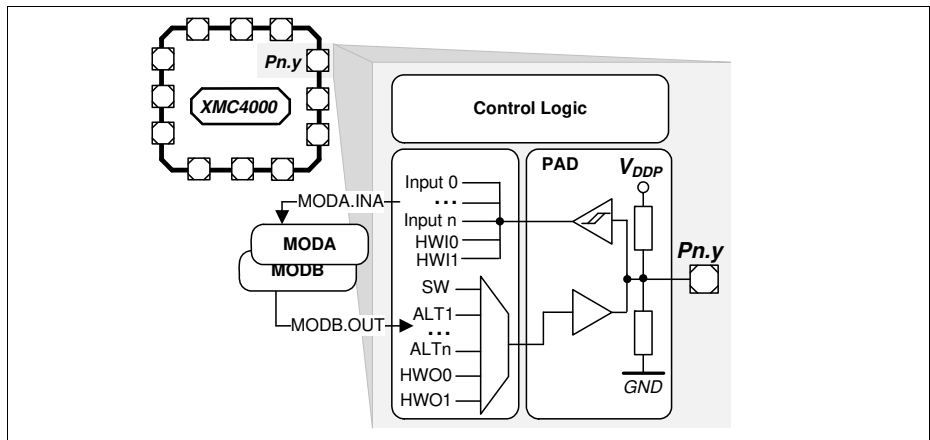 Pn.y
XMC4000
Control Logic
PAD
VDDP
Input 0
...
Input n
HWI0
HWI1
MODA.INA
MODA
MODB
MODB.OUT
SW
ALT1
...
ALTn
HWO0
HWO1
Pn.y
GND